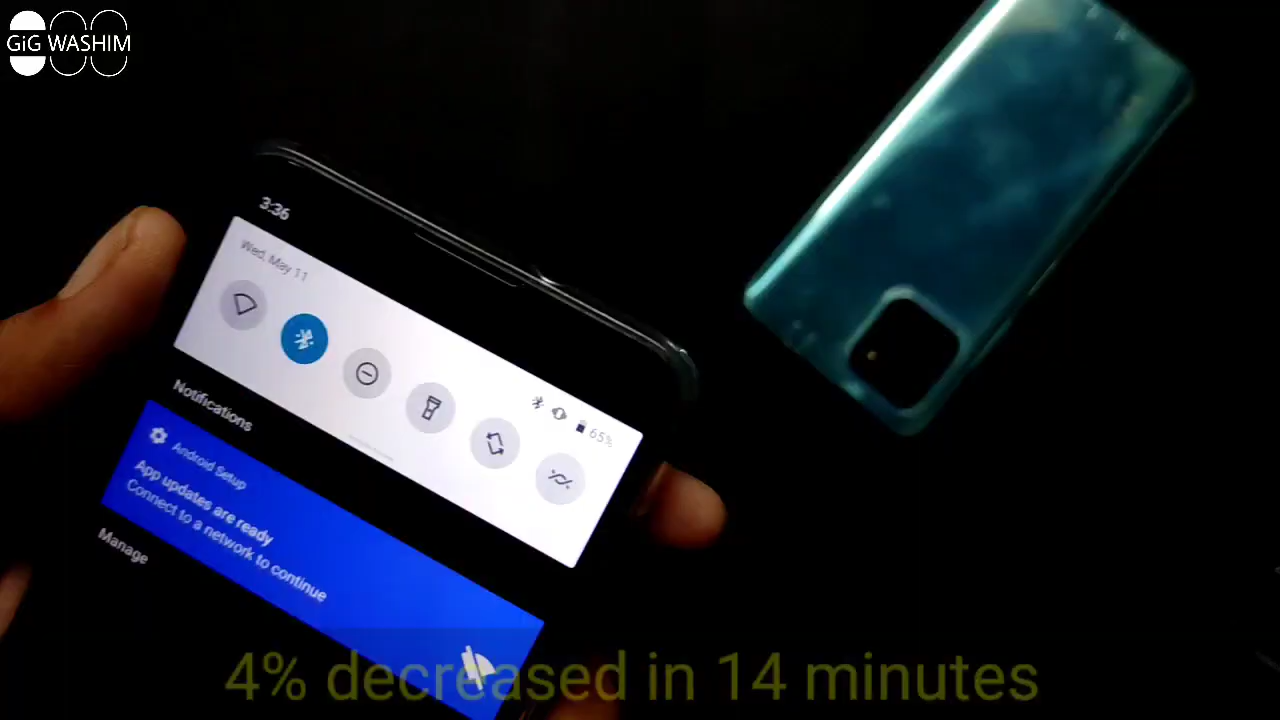 GiG WASHIM
3:36
Wed, May 11
65%
Notifications
Android Setup
App updates are ready
Connect to a network to continue
Manage
4% decreased in 14 minutes